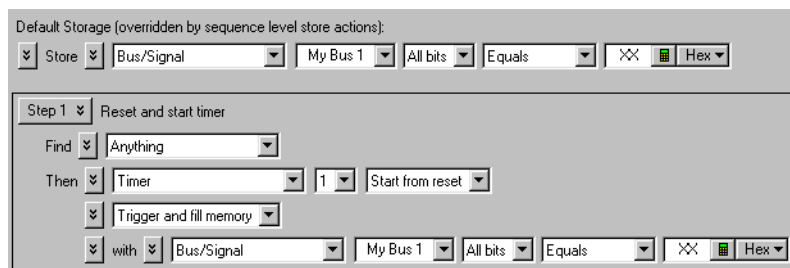 Default Storage (overridden by sequence level store actions):
Store Bus/Signal My Bus 1 All bits Equals XX Hex
Step 1 Reset and start timer
Find Anything
Then Timer 1 Start from reset
Trigger and fill memory
with Bus/Signal My Bus 1 All bits Equals XX Hex